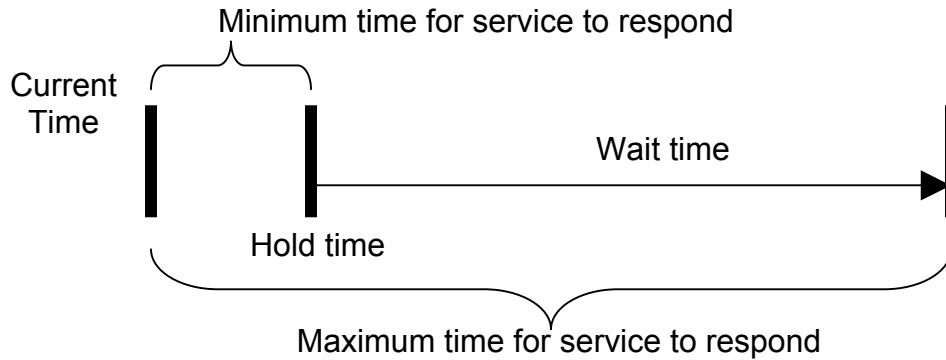 Minimum time for service to respond
Current
Time
Wait time
Hold time
Maximum time for service to respond